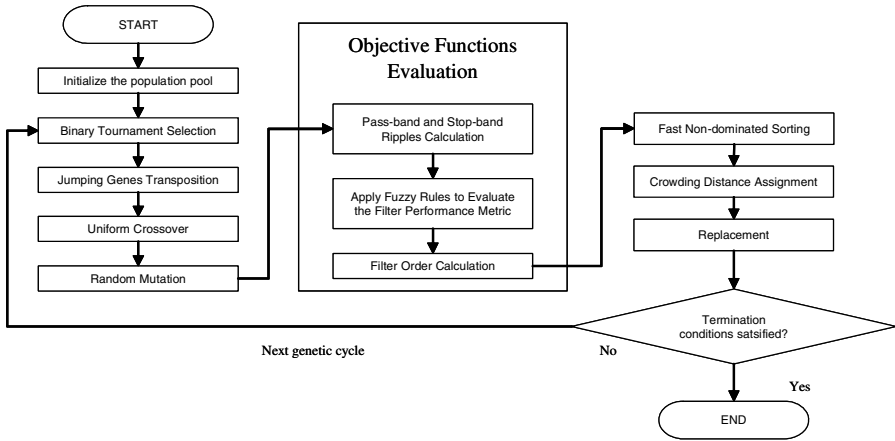 START
Initialize the population pool
Binary Tournament Selection
Jumping Genes Transposition
Uniform Crossover
Random Mutation
Objective Functions
Evaluation
Pass-band and Stop-band
Ripples Calculation
Apply Fuzzy Rules to Evaluate
the Filter Performance Metric
Filter Order Calculation
Fast Non-dominated Sorting
Crowding Distance Assignment
Replacement
Termination
conditions satsified?
No
Next genetic cycle
Yes
END